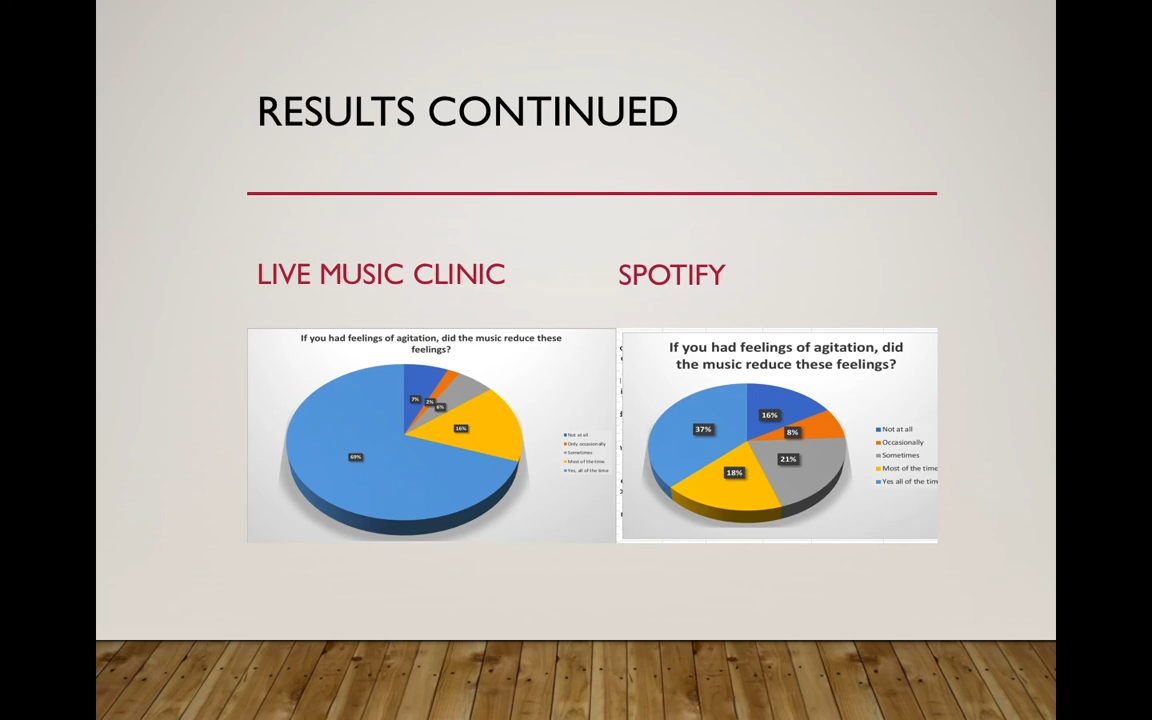 RESULTS CONTINUED
LIVE MUSIC CLINIC
If you had feelings of agitation, did the music reduce these
feelings?
7%
2%
6%
16%
69%
Not at all
Only occasionally
Sometimes
Most of the time
Yes, all of the time
SPOTIFY
If you had feelings of agitation, did
the music reduce these feelings?
16%
37%
8%
21%
18%
Not at all
Occasionally
Sometimes
Most of the time
Yes all of the tim